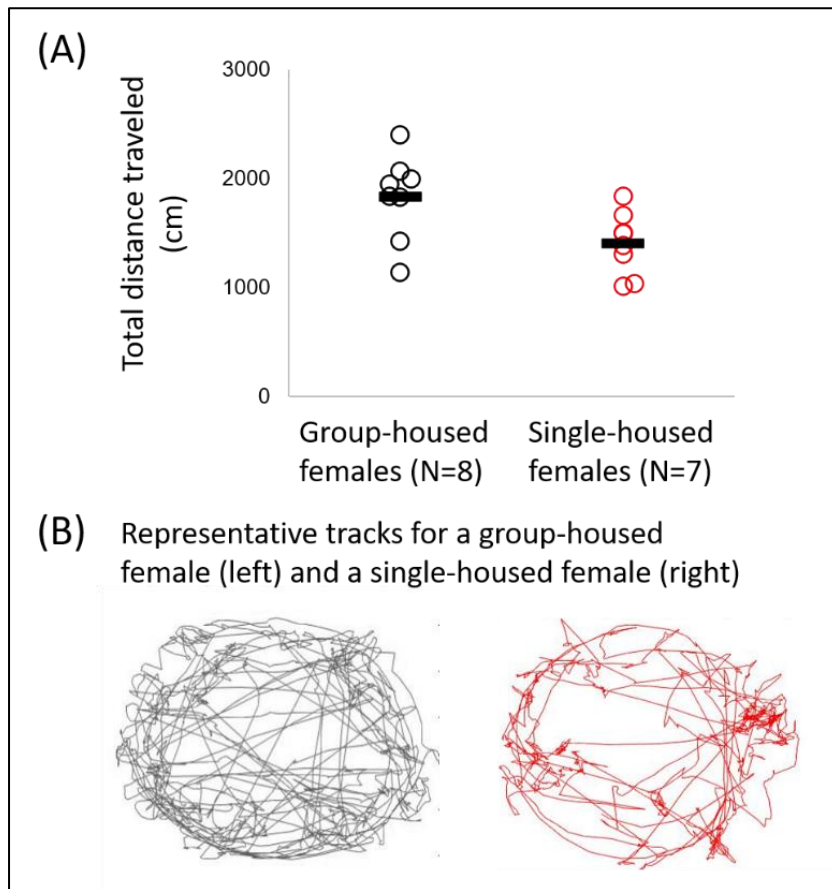 (A)
Total distance traveled
(cm)
3000
2000
1000
0
Group-housed
females (N=8)
Single-housed
females (N=7)
(B)
Representative tracks for a group-housed
female (left) and a single-housed female (right)